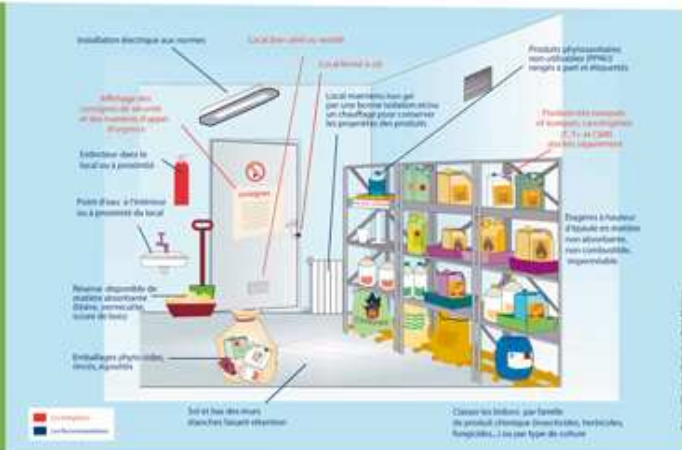 Installation électrique aux normes
Local bien aéré ou ventilé
Local fermé à clé
Produits phytosanitaires
non utilisables (PPNU)
rangés à part et étiquetés
Affichage des
consignes de sécurité
et des numéros d'appel
d'urgence
Local maintenu hors gel
par une bonne isolation et/ou
un chauffage pour conserver
les propriétés des produits
Produits très toxiques
et toxiques, cancérigènes
(T, T+ et CMR)
stockés séparément
Extincteur dans le
local ou à proximité
consignes
Point d'eau à l'intérieur
ou à proximité du local
Étagères à hauteur
d'épaule en matière
non absorbante,
non combustible,
imperméable
Réserve disponible de
matière absorbante
(litière, vermiculite,
sciure de bois)
Emballages phyto vides,
rincés, égouttés
Sol et bas des murs
étanches faisant rétention
Classer les bidons par famille
de produit chimique (insecticides, herbicides,
fongicides...) ou par type de culture
Les Obligations
Les Recommandations